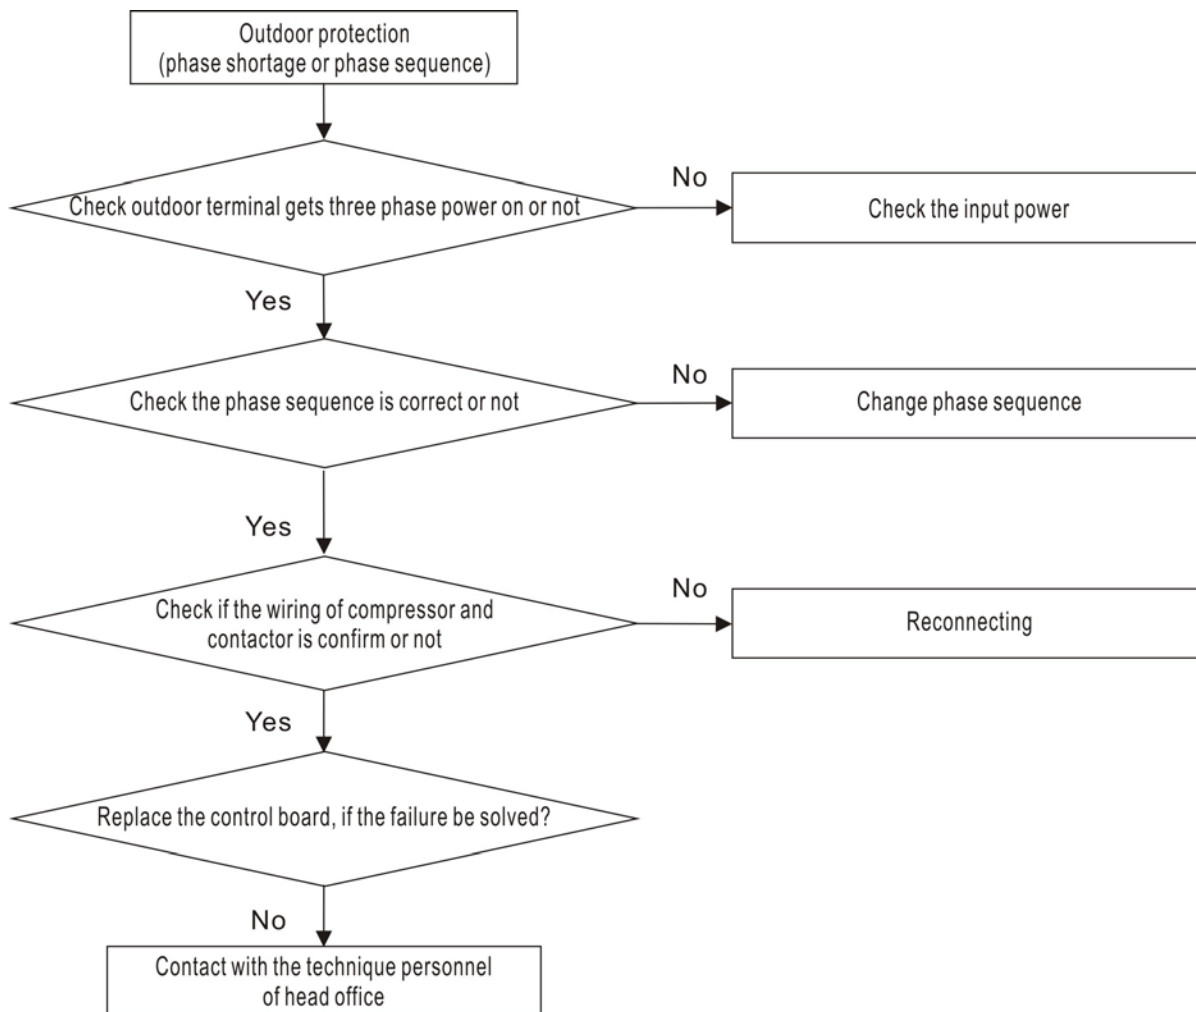 Outdoor protection
(phase shortage or phase sequence)
Check outdoor terminal gets three phase power on or not
No
Check the input power
Yes
Check the phase sequence is correct or not
No
Change phase sequence
Yes
Check if the wiring of compressor and
contactor is confirm or not
No
Reconnecting
Yes
Replace the control board, if the failure be solved?
No
Contact with the technique personnel
of head office